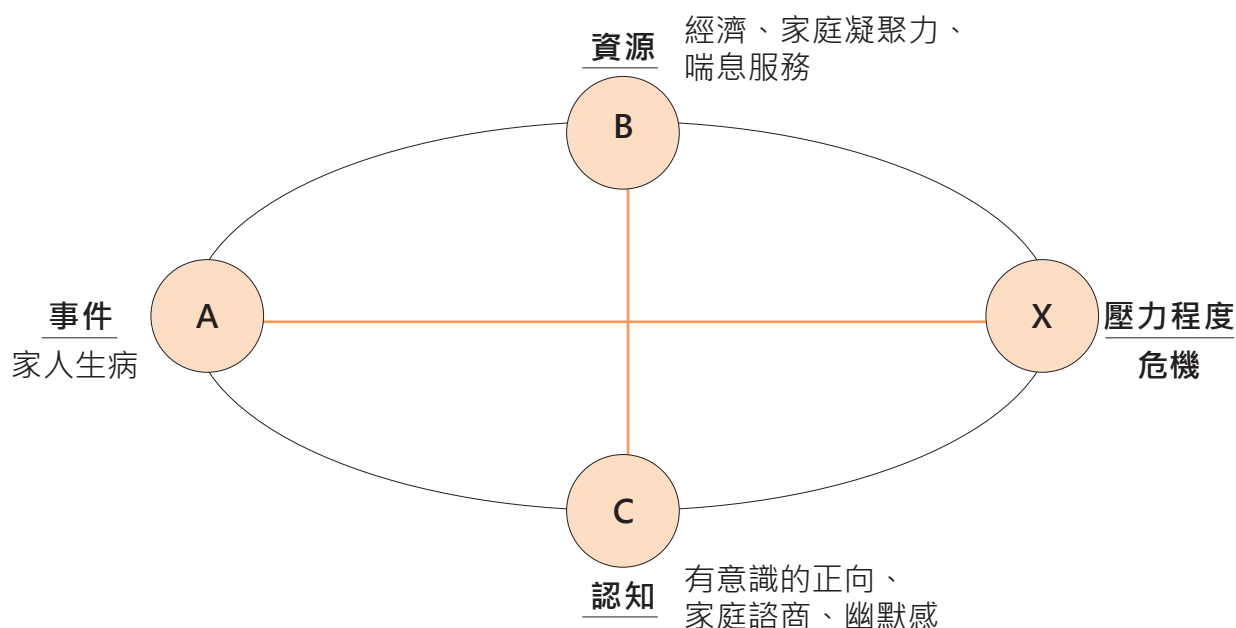 資源
經濟、家庭凝聚力、
喘息服務
B
事件
家人生病
A
X
壓力程度
危機
C
認知
有意識的正向、
家庭諮商、幽默感